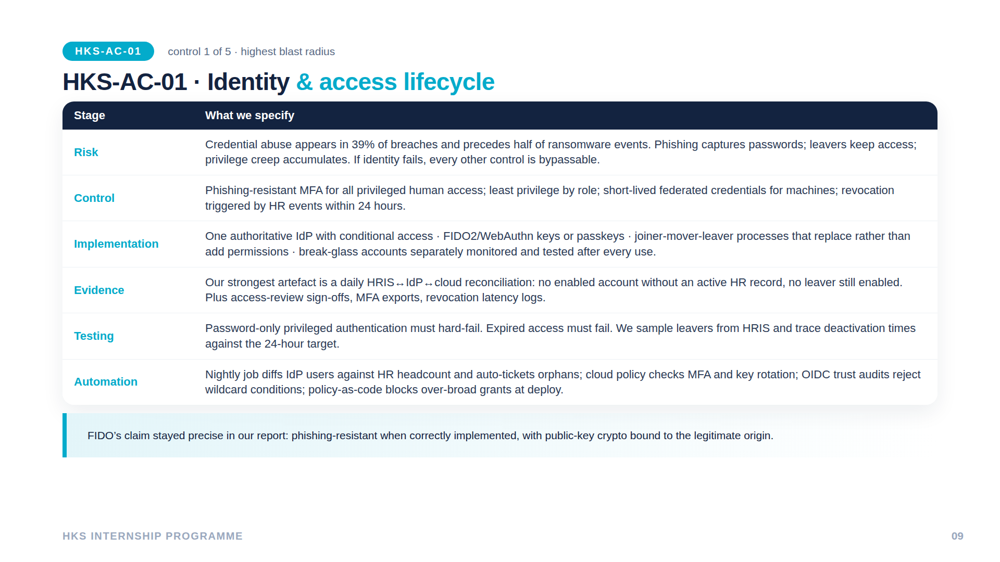 HKS-AC-01
control 1 of 5 · highest blast radius
HKS-AC-01 · Identity & access lifecycle
Stage
What we specify
Risk
Credential abuse appears in 39% of breaches and precedes half of ransomware events. Phishing captures passwords; leavers keep access;
privilege creep accumulates. If identity fails, every other control is bypassable.
Control
Phishing-resistant MFA for all privileged human access; least privilege by role; short-lived federated credentials for machines; revocation
triggered by HR events within 24 hours.
Implementation
One authoritative IdP with conditional access · FIDO2/WebAuthn keys or passkeys · joiner-mover-leaver processes that replace rather than
add permissions · break-glass accounts separately monitored and tested after every use.
Evidence
Our strongest artefact is a daily HRIS↔IdP↔cloud reconciliation: no enabled account without an active HR record, no leaver still enabled.
Plus access-review sign-offs, MFA exports, revocation latency logs.
Testing
Password-only privileged authentication must hard-fail. Expired access must fail. We sample leavers from HRIS and trace deactivation times
against the 24-hour target.
Automation
Nightly job diffs IdP users against HR headcount and auto-tickets orphans; cloud policy checks MFA and key rotation; OIDC trust audits reject
wildcard conditions; policy-as-code blocks over-broad grants at deploy.
FIDO’s claim stayed precise in our report: phishing-resistant when correctly implemented, with public-key crypto bound to the legitimate origin.
HKS INTERNSHIP PROGRAMME
09